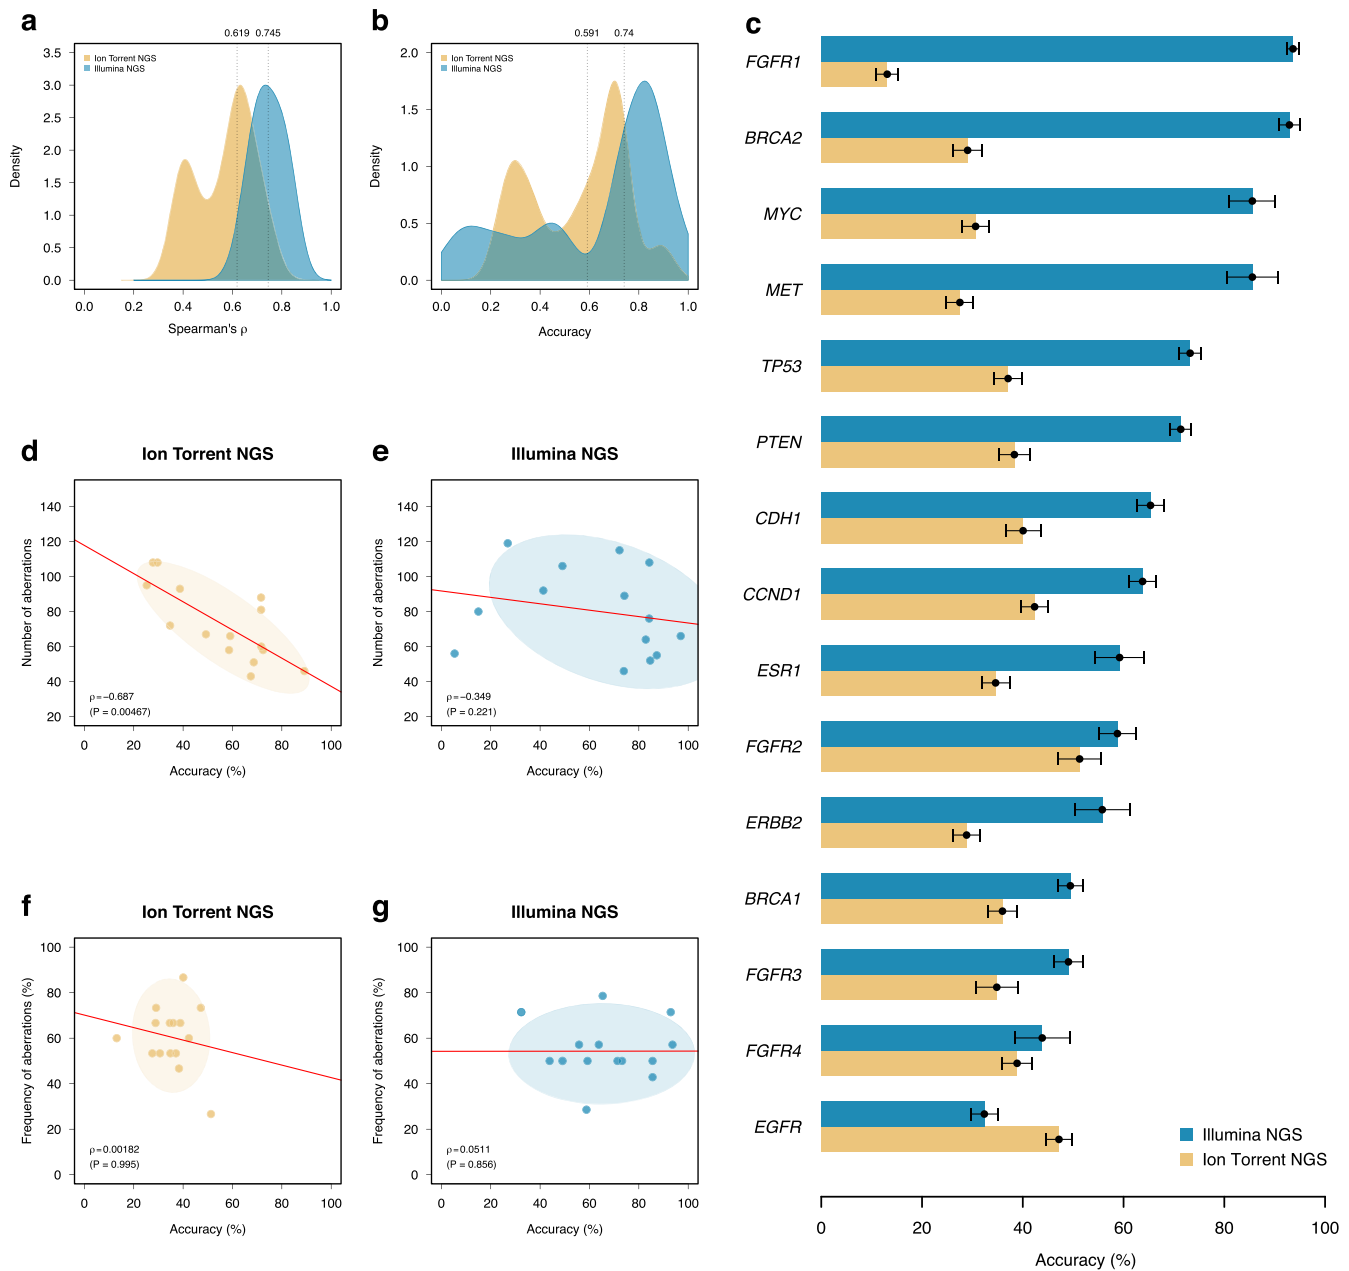 a
0.619 0.745
Ion Torrent NGS
Illumina NGS
3.5
3.0
2.5
2.0
1.5
1.0
0.5
0.0
Density
0.0 0.2 0.4 0.6 0.8 1.0
Spearman's ρ
b
0.591 0.74
Ion Torrent NGS
Illumina NGS
2.0
1.5
1.0
0.5
0.0
Density
0.0 0.2 0.4 0.6 0.8 1.0
Accuracy
c
FGFR1
BRCA2
MYC
MET
TP53
PTEN
CDH1
CCND1
ESR1
FGFR2
ERBB2
BRCA1
FGFR3
FGFR4
EGFR
Illumina NGS
Ion Torrent NGS
0 20 40 60 80 100
Accuracy (%)
d
Ion Torrent NGS
140
120
100
80
60
40
20
Number of aberrations
ρ=−0.687
(P = 0.00467)
0 20 40 60 80 100
Accuracy (%)
e
Illumina NGS
140
120
100
80
60
40
20
Number of aberrations
ρ=−0.349
(P = 0.221)
0 20 40 60 80 100
Accuracy (%)
f
Ion Torrent NGS
100
80
60
40
20
0
Frequency of aberrations (%)
ρ=0.00182
(P = 0.995)
0 20 40 60 80 100
Accuracy (%)
g
Illumina NGS
100
80
60
40
20
0
Frequency of aberrations (%)
ρ=0.0511
(P = 0.856)
0 20 40 60 80 100
Accuracy (%)